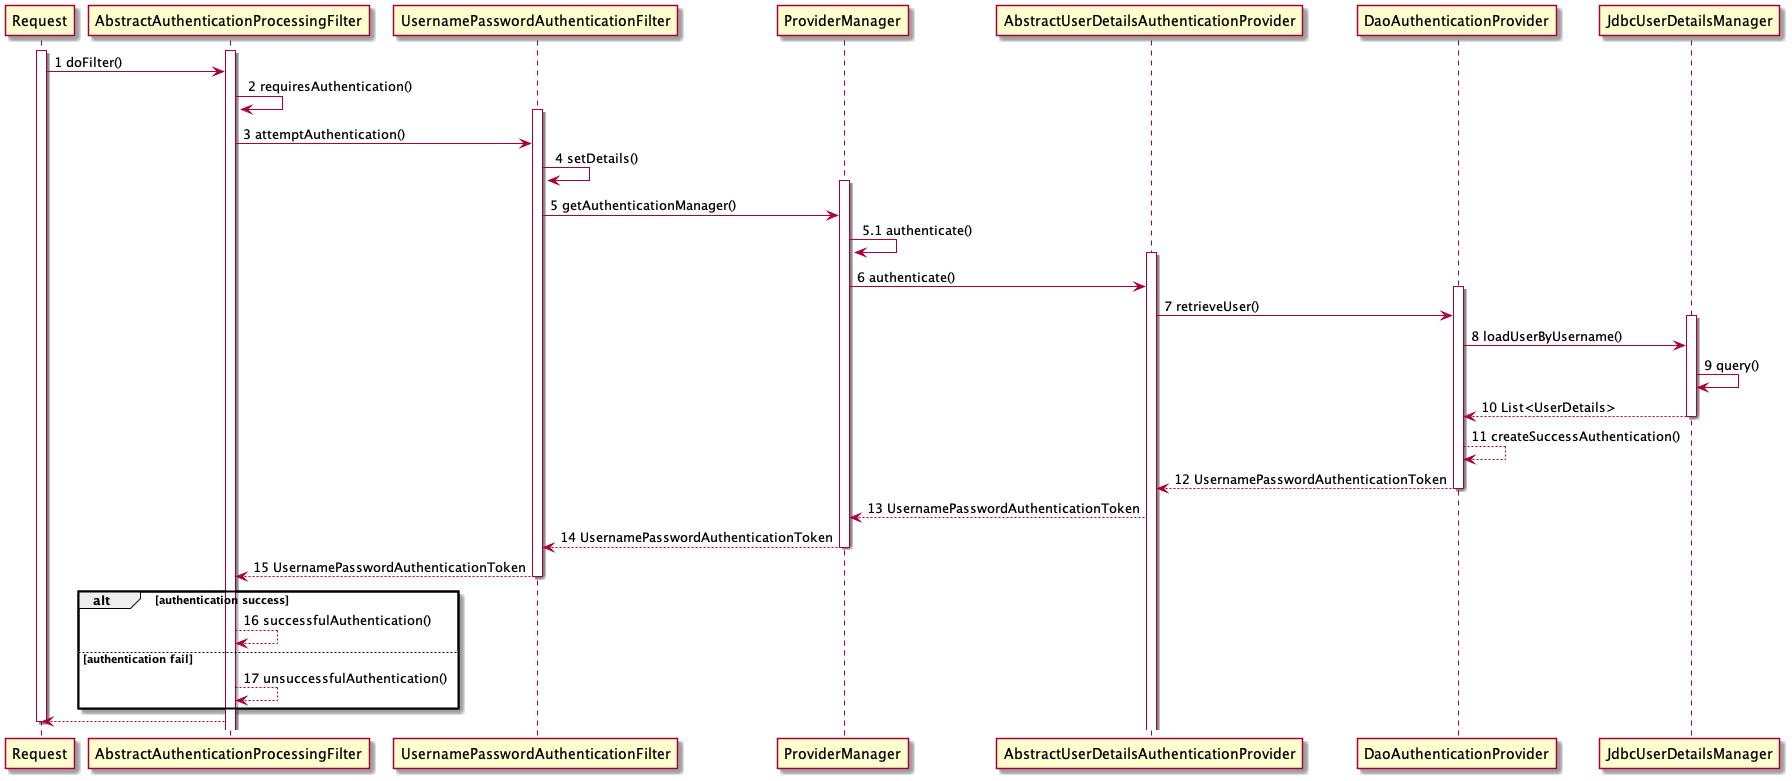 Request
AbstractAuthenticationProcessingFilter
UsernamePasswordAuthenticationFilter
ProviderManager
AbstractUserDetailsAuthenticationProvider
DaoAuthenticationProvider
JdbcUserDetailsManager
1 doFilter()
2 requiresAuthentication()
3 attemptAuthentication()
4 setDetails()
5 getAuthenticationManager()
5.1 authenticate()
6 authenticate()
7 retrieveUser()
8 loadUserByUsername()
9 query()
10 List<UserDetails>
11 createSuccessAuthentication()
12 UsernamePasswordAuthenticationToken
13 UsernamePasswordAuthenticationToken
14 UsernamePasswordAuthenticationToken
15 UsernamePasswordAuthenticationToken
alt
[authentication success]
16 successfulAuthentication()
[authentication fail]
17 unsuccessfulAuthentication()
Request
AbstractAuthenticationProcessingFilter
UsernamePasswordAuthenticationFilter
ProviderManager
AbstractUserDetailsAuthenticationProvider
DaoAuthenticationProvider
JdbcUserDetailsManager